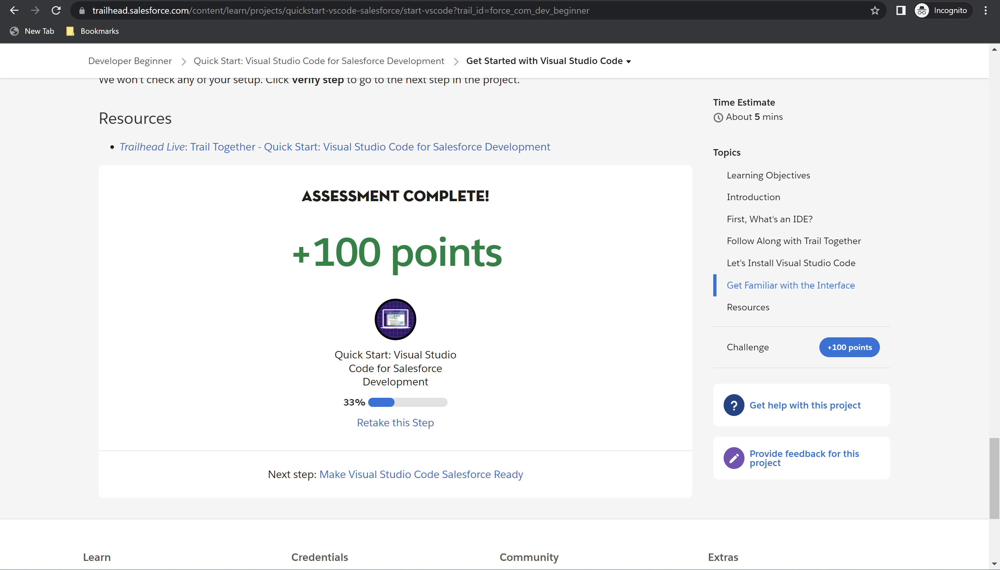 trailhead.salesforce.com/content/learn/projects/quickstart-vscode-salesforce/start-vscode?trail_id=force_com_dev_beginner
Incognito
New Tab
Bookmarks
Developer Beginner
Quick Start: Visual Studio Code for Salesforce Development
Get Started with Visual Studio Code
We won't check any of your setup. Click Verify step to go to the next step in the project.
Resources
• Trailhead Live: Trail Together - Quick Start: Visual Studio Code for Salesforce Development
ASSESSMENT COMPLETE!
+100 points
Quick Start: Visual Studio
Code for Salesforce
Development
33%
Retake this Step
Next step: Make Visual Studio Code Salesforce Ready
Time Estimate
About 5 mins
Topics
Learning Objectives
Introduction
First, What's an IDE?
Follow Along with Trail Together
Let's Install Visual Studio Code
Get Familiar with the Interface
Resources
Challenge
+100 points
? Get help with this project
Provide feedback for this
project
Learn
Credentials
Community
Extras